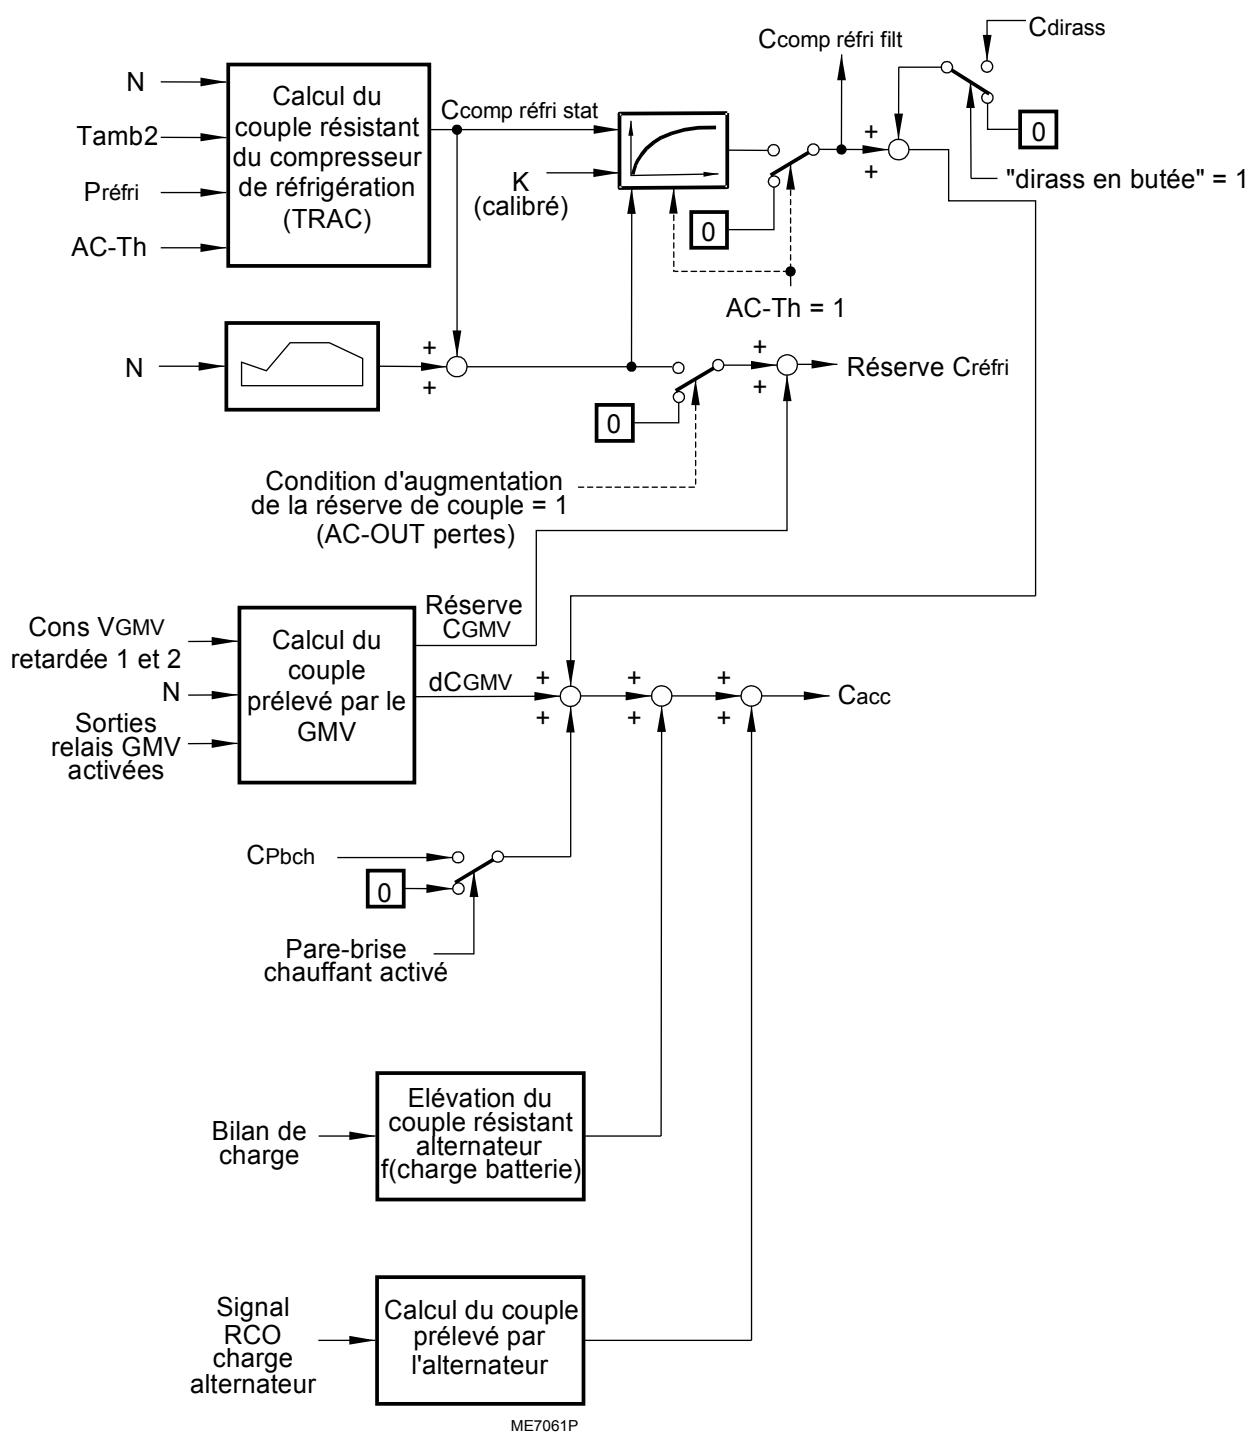 Cdirass
Ccomp réfri filt
N
Calcul du
couple résistant
du compresseur
de réfrigération
(TRAC)
Ccomp réfri stat
Tamb2
Préfri
AC-Th
K
(calibré)
0
+
+
0
"dirass en butée" = 1
AC-Th = 1
N
+
+
+
+
Réserve Créfri
0
Condition d'augmentation
de la réserve de couple = 1
(AC-OUT pertes)
Cons VGMV
retardée 1 et 2
N
Sorties
relais GMV
activées
Calcul du
couple
prélevé par le
GMV
Réserve
CGMV
dCGMV
+
+
+
+
+
+
Cacc
CPbch
0
Pare-brise
chauffant activé
Bilan de
charge
Elévation du
couple résistant
alternateur
f(charge batterie)
Signal
RCO
charge
alternateur
Calcul du couple
prélevé par
l'alternateur
ME7061P